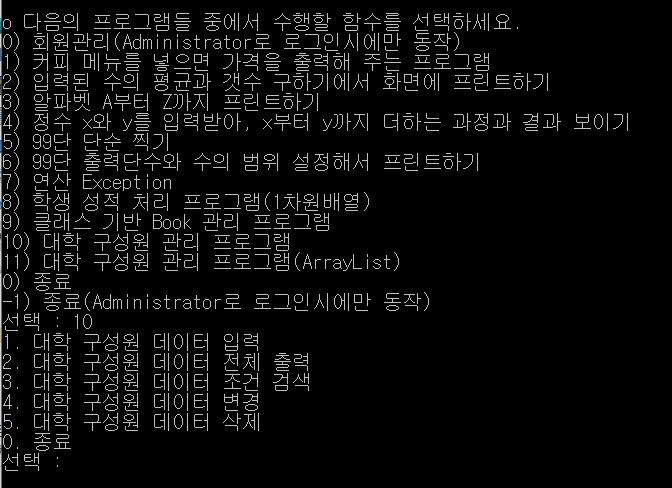 o 다음의 프로그램들 중에서 수행할 함수를 선택하세요.
0) 회원관리(Administrator로 로그인시에만 동작)
1) 커피 메뉴를 넣으면 가격을 출력해 주는 프로그램
2) 입력된 수의 평균과 갯수 구하기에서 화면에 프린트하기
3) 알파벳 A부터 Z까지 프린트하기
4) 정수 x와 y를 입력받아, x부터 y까지 더하는 과정과 결과 보이기
5) 99단 단순 찍기
6) 99단 출력단수와 수의 범위 설정해서 프린트하기
7) 연산 Exception
8) 학생 성적 처리 프로그램(1차원배열)
9) 클래스 기반 Book 관리 프로그램
10) 대학 구성원 관리 프로그램
11) 대학 구성원 관리 프로그램(ArrayList)
0) 종료
-1) 종료(Administrator로 로그인시에만 동작)
선택 : 10
1. 대학 구성원 데이터 입력
2. 대학 구성원 데이터 전체 출력
3. 대학 구성원 데이터 조건 검색
4. 대학 구성원 데이터 변경
5. 대학 구성원 데이터 삭제
0. 종료
선택 :